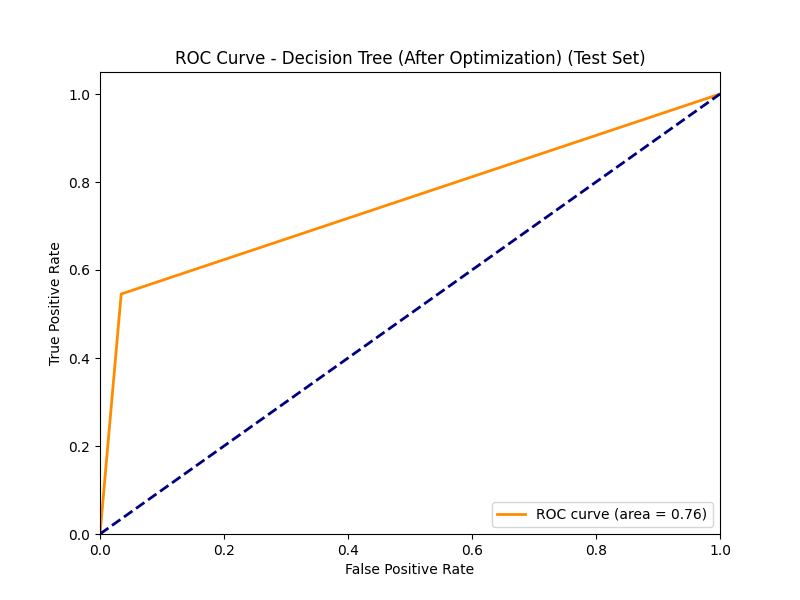 ROC Curve - Decision Tree (After Optimization) (Test Set)
True Positive Rate
1.0
0.8
0.6
0.4
0.2
0.0
0.0 0.2 0.4 0.6 0.8 1.0
False Positive Rate
ROC curve (area = 0.76)